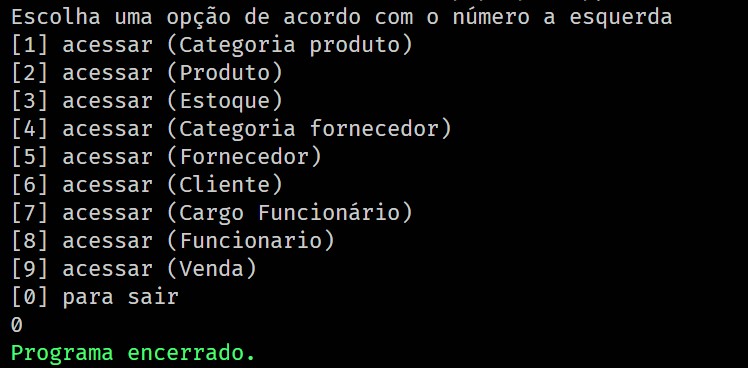 Escolha uma opção de acordo com o número a esquerda
[1] acessar (Categoria produto)
[2] acessar (Produto)
[3] acessar (Estoque)
[4] acessar (Categoria fornecedor)
[5] acessar (Fornecedor)
[6] acessar (Cliente)
[7] acessar (Cargo Funcionário)
[8] acessar (Funcionario)
[9] acessar (Venda)
[0] para sair
0
Programa encerrado.